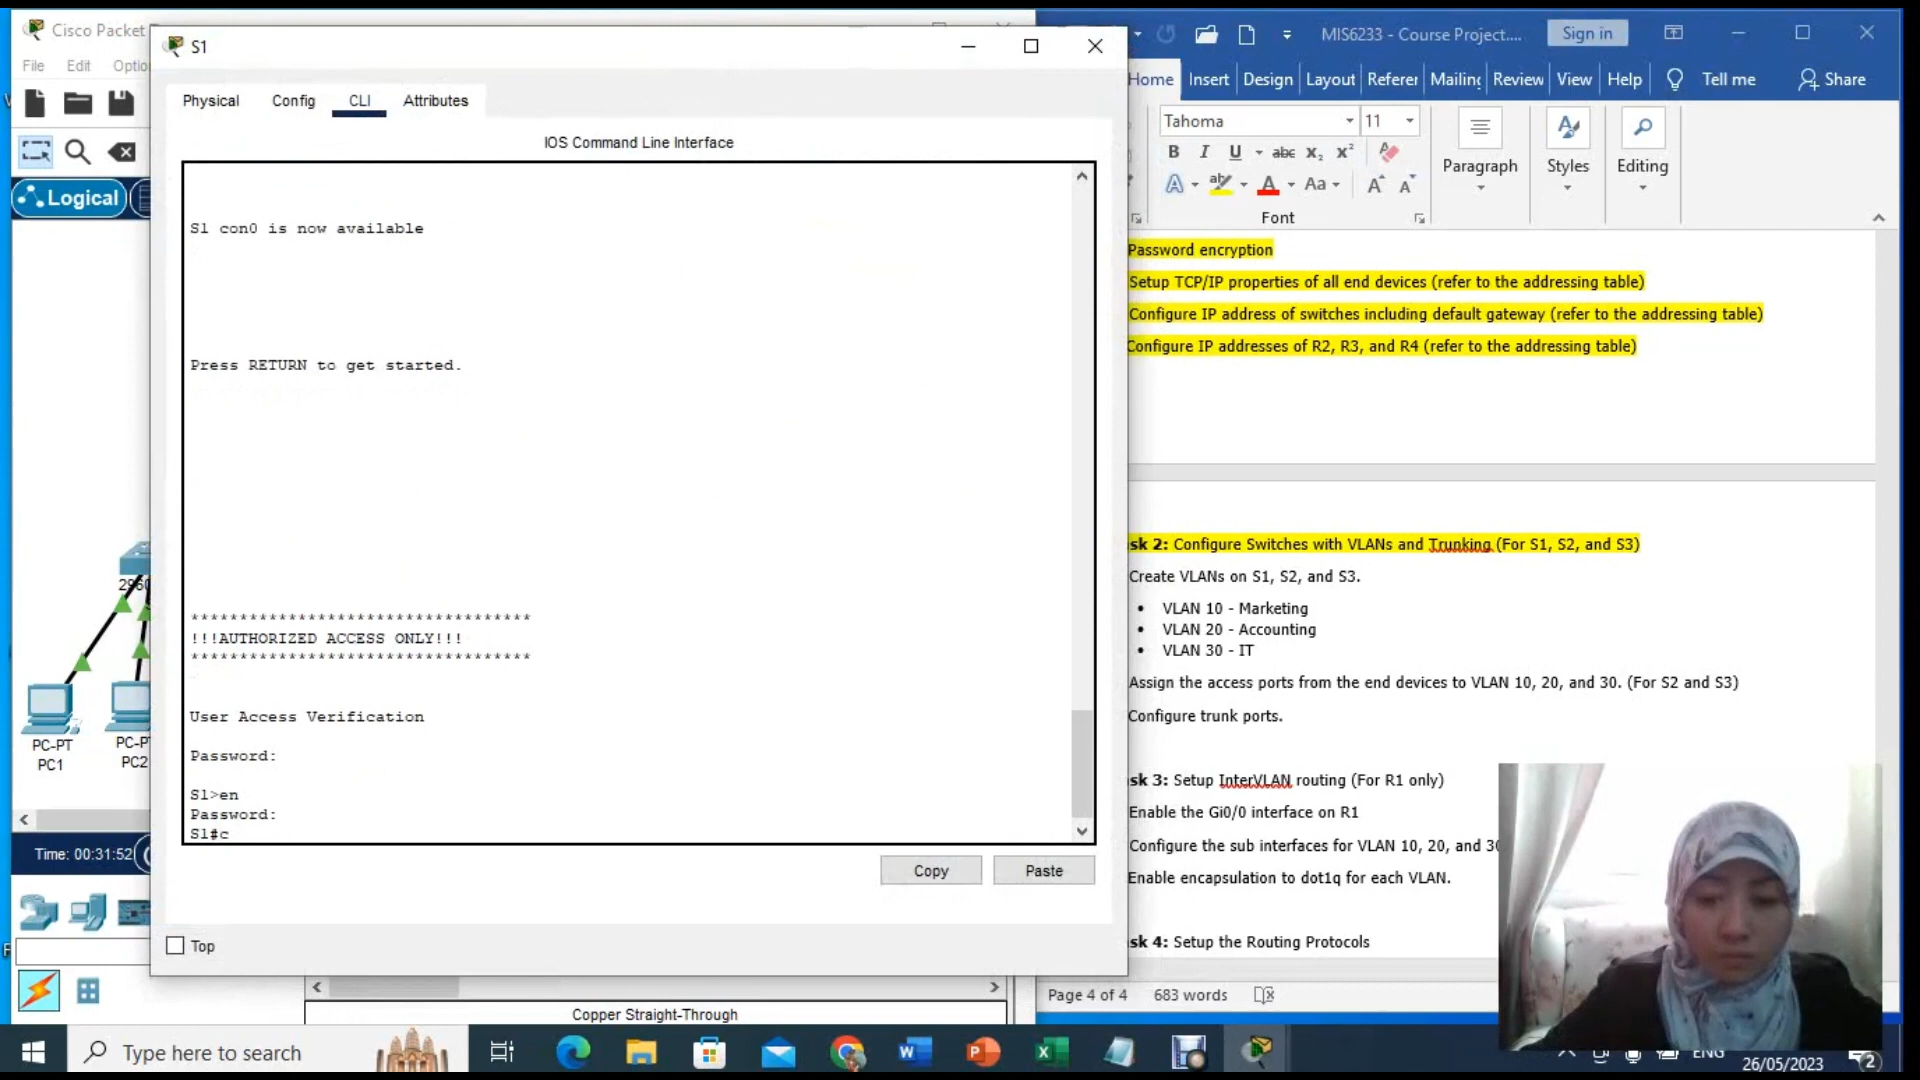 Cisco Packet
File Edit Optio
Logical
2960
PC-PT
PC1
PC-P
PC2
Time: 00:31:52
S1
Physical Config CLI Attributes
IOS Command Line Interface
S1 con0 is now available
Press RETURN to get started.
***********************************
!!!AUTHORIZED ACCESS ONLY!!!
***********************************
User Access Verification
Password:
S1>en
Password:
S1#c
Copy Paste
Top
Copper Straight-Through
MIS6233 - Course Project.... Sign in
Home Insert Design Layout Referer Mailing Review View Help Tell me Share
Tahoma 11
B I U abc x₂ x²
A aby A Aa A A
Font
Paragraph
Styles
Editing
Password encryption
Setup TCP/IP properties of all end devices (refer to the addressing table)
Configure IP address of switches including default gateway (refer to the addressing table)
Configure IP addresses of R2, R3, and R4 (refer to the addressing table)
sk 2: Configure Switches with VLANs and Trunking (For S1, S2, and S3)
Create VLANs on S1, S2, and S3.
• VLAN 10 - Marketing
• VLAN 20 - Accounting
• VLAN 30 - IT
Assign the access ports from the end devices to VLAN 10, 20, and 30. (For S2 and S3)
Configure trunk ports.
sk 3: Setup InterVLAN routing (For R1 only)
Enable the Gi0/0 interface on R1
Configure the sub interfaces for VLAN 10, 20, and 30
Enable encapsulation to dot1q for each VLAN.
sk 4: Setup the Routing Protocols
Page 4 of 4 683 words
Type here to search
ENG
26/05/2023
2